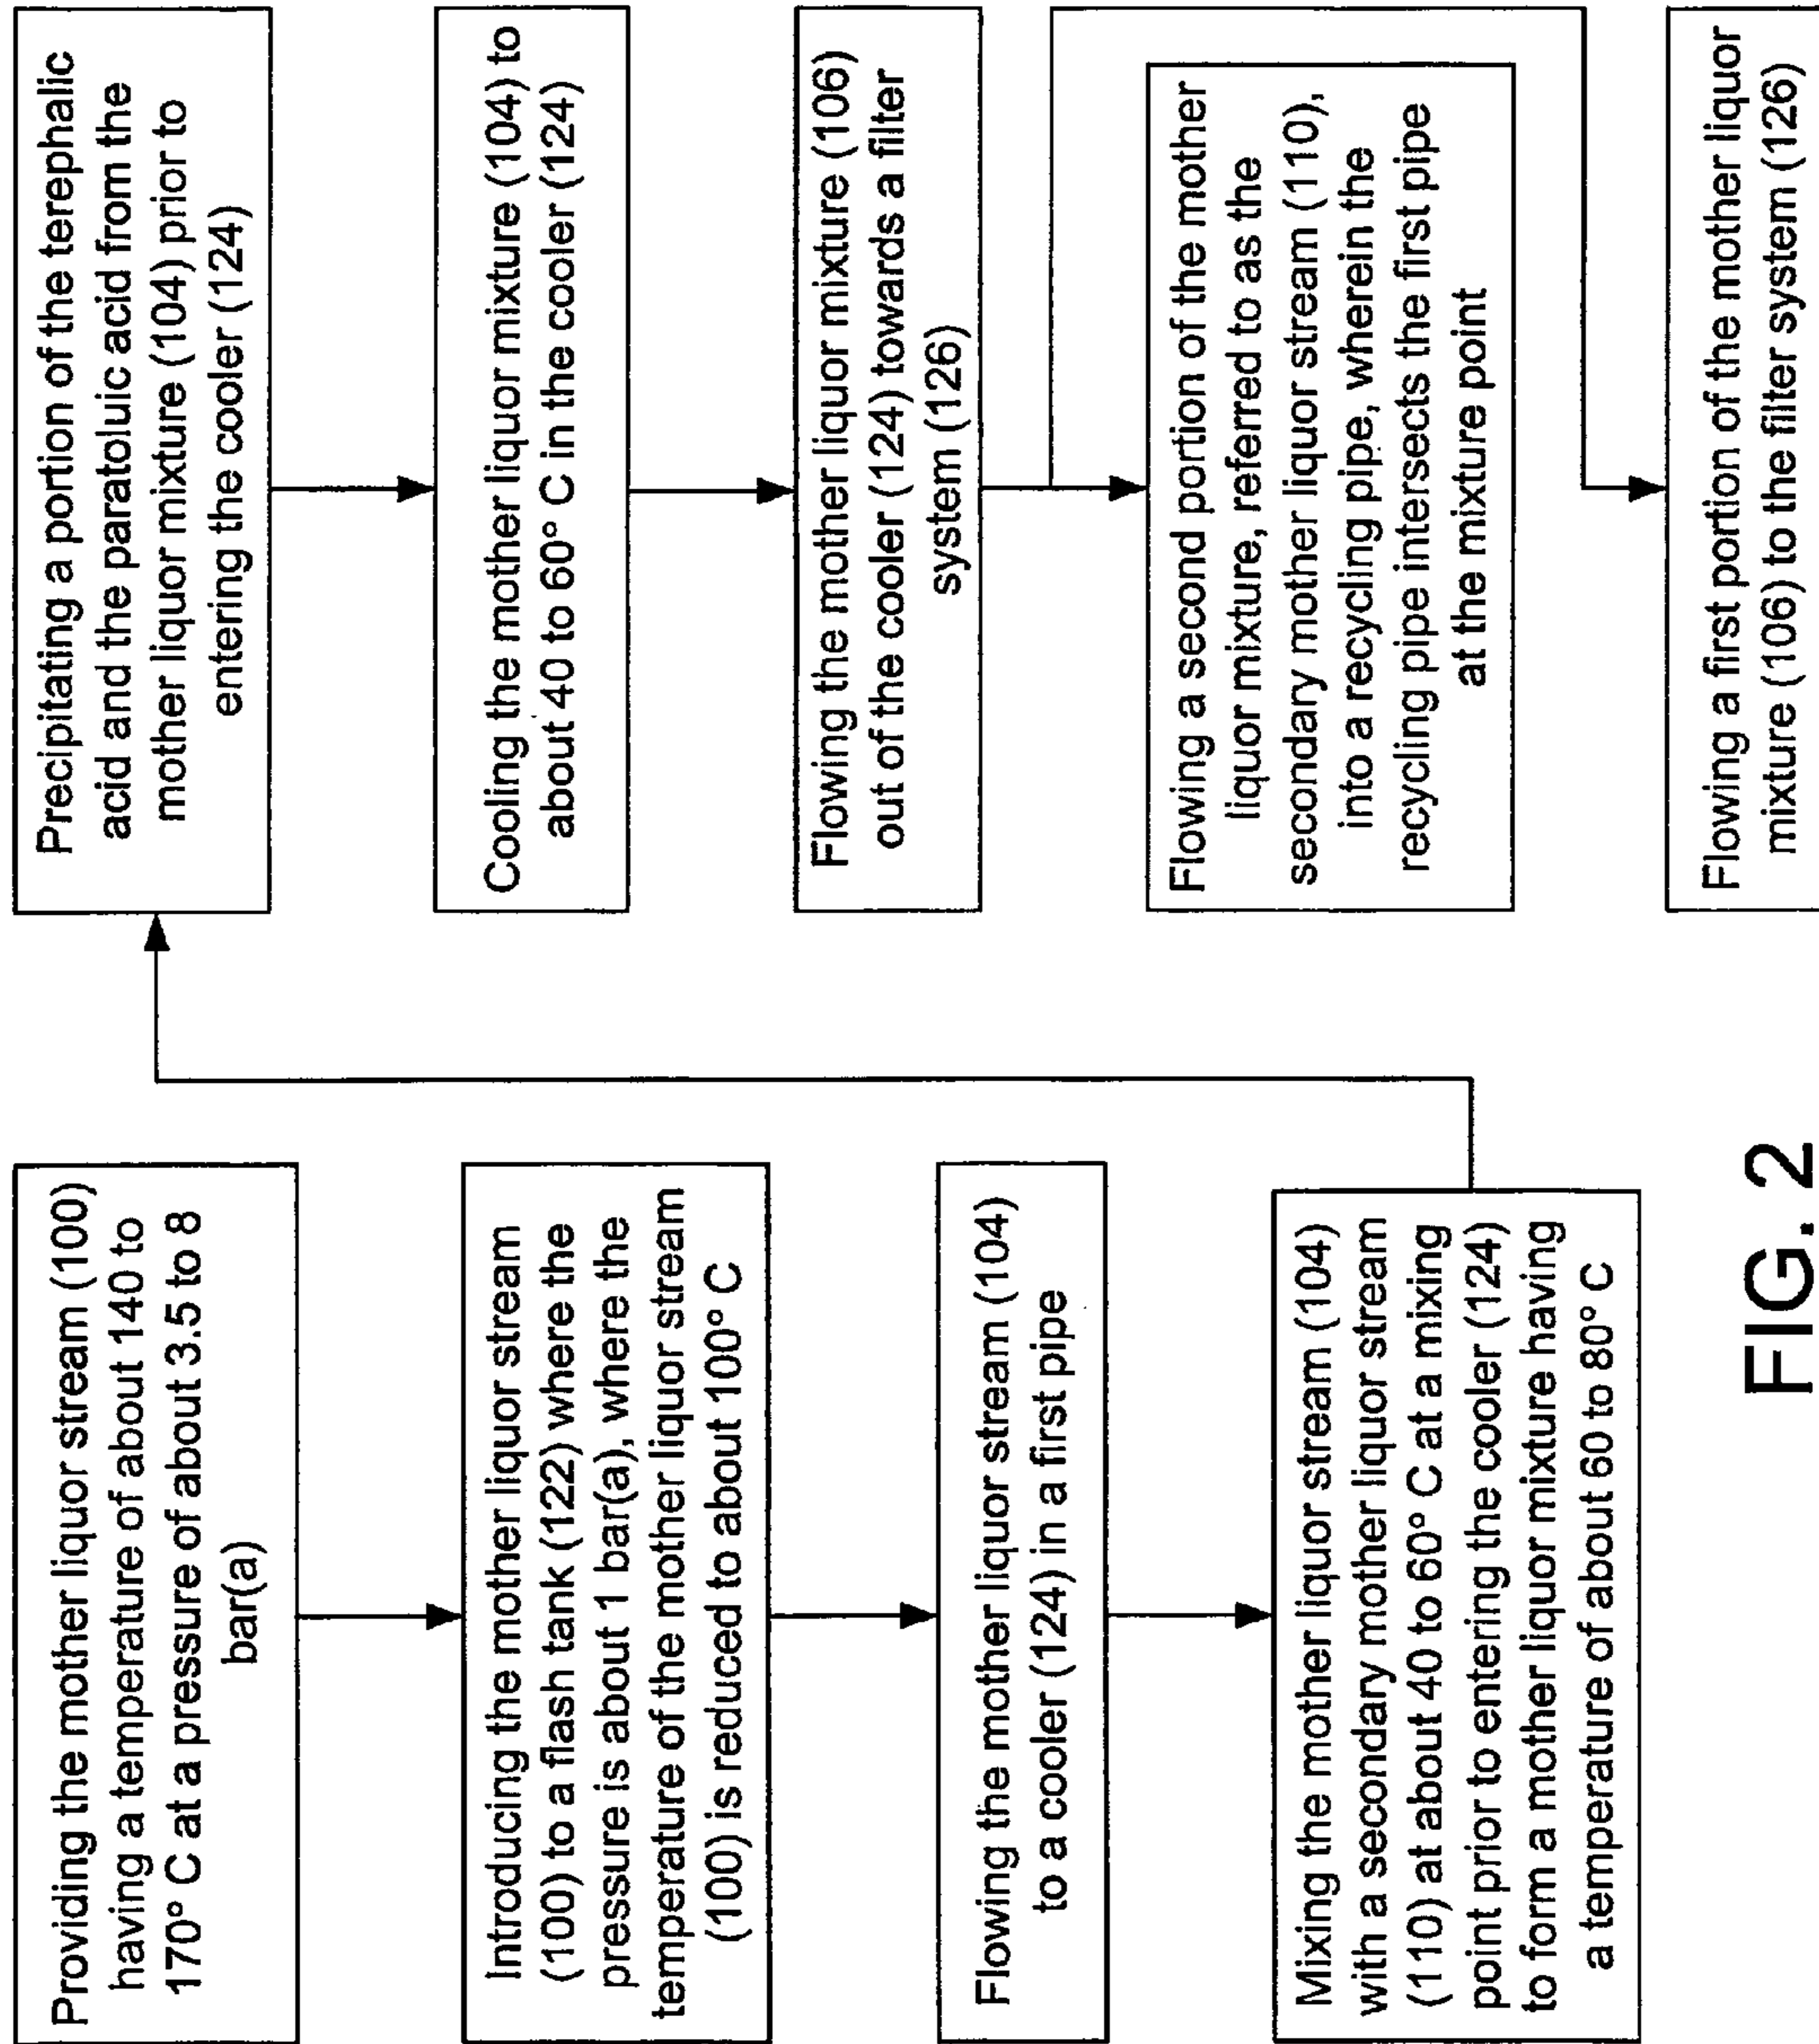 Providing the mother liquor stream (100)
having a temperature of about 140 to
170° C at a pressure of about 3.5 to 8
bar(a)
Introducing the mother liquor stream
(100) to a flash tank (122) where the
pressure is about 1 bar(a), where the
temperature of the mother liquor stream
(100) is reduced to about 100° C
Flowing the mother liquor stream (104)
to a cooler (124) in a first pipe
Mixing the mother liquor stream (104)
with a secondary mother liquor stream
(110) at about 40 to 60° C at a mixing
point prior to entering the cooler (124)
to form a mother liquor mixture having
a temperature of about 60 to 80° C
Precipitating a portion of the terephalic
acid and the paratoluic acid from the
mother liquor mixture (104) prior to
entering the cooler (124)
Cooling the mother liquor mixture (104) to
about 40 to 60° C in the cooler (124)
Flowing the mother liquor mixture (106)
out of the cooler (124) towards a filter
system (126)
Flowing a second portion of the mother
liquor mixture, referred to as the
secondary mother liquor stream (110),
into a recycling pipe, wherein the
recycling pipe intersects the first pipe
at the mixture point
Flowing a first portion of the mother liquor
mixture (106) to the filter system (126)
FIG. 2